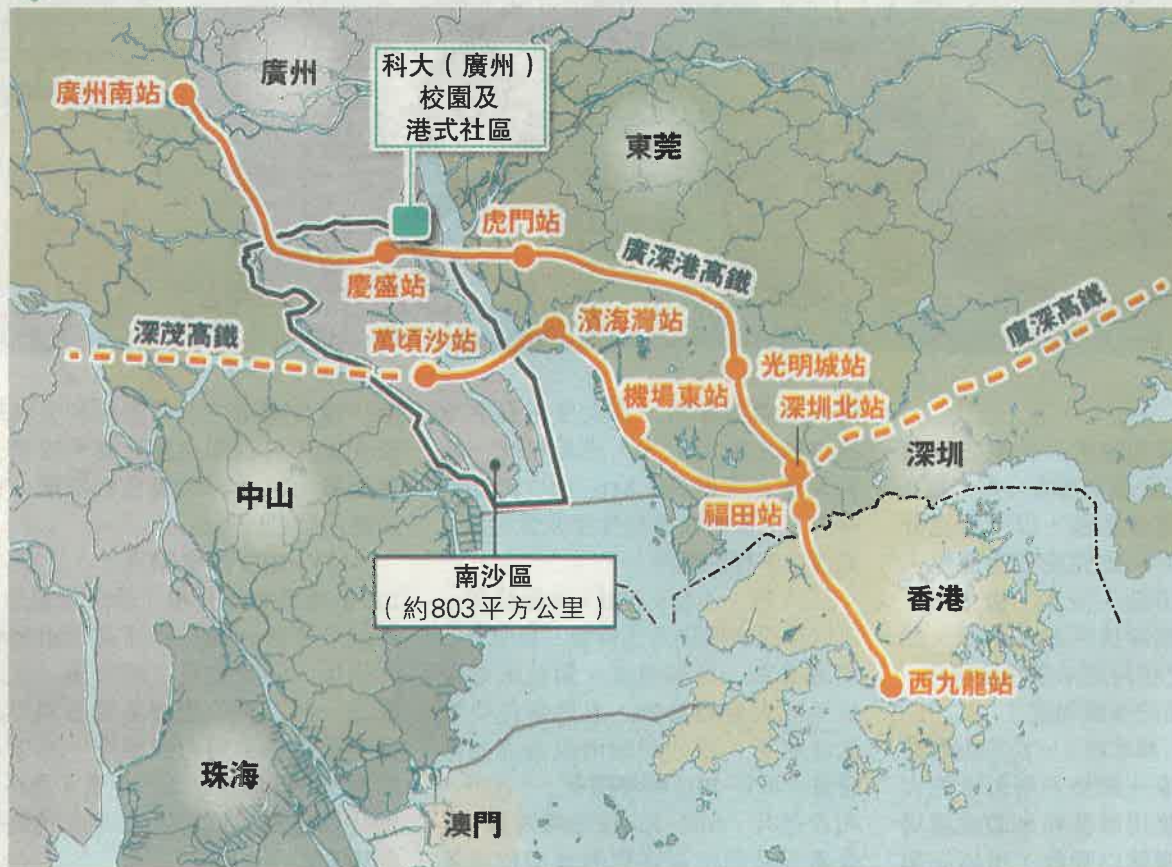 廣州
科大（廣州）
校園及
港式社區
廣州南站
東莞
虎門站
廣深港高鐵
慶盛站
濱海灣站
廈深高鐵
深茂高鐵
萬頃沙站
光明城站
機場東站
深圳北站
深圳
中山
福田站
南沙區
（約803平方公里）
香港
西九龍站
珠海
澳門